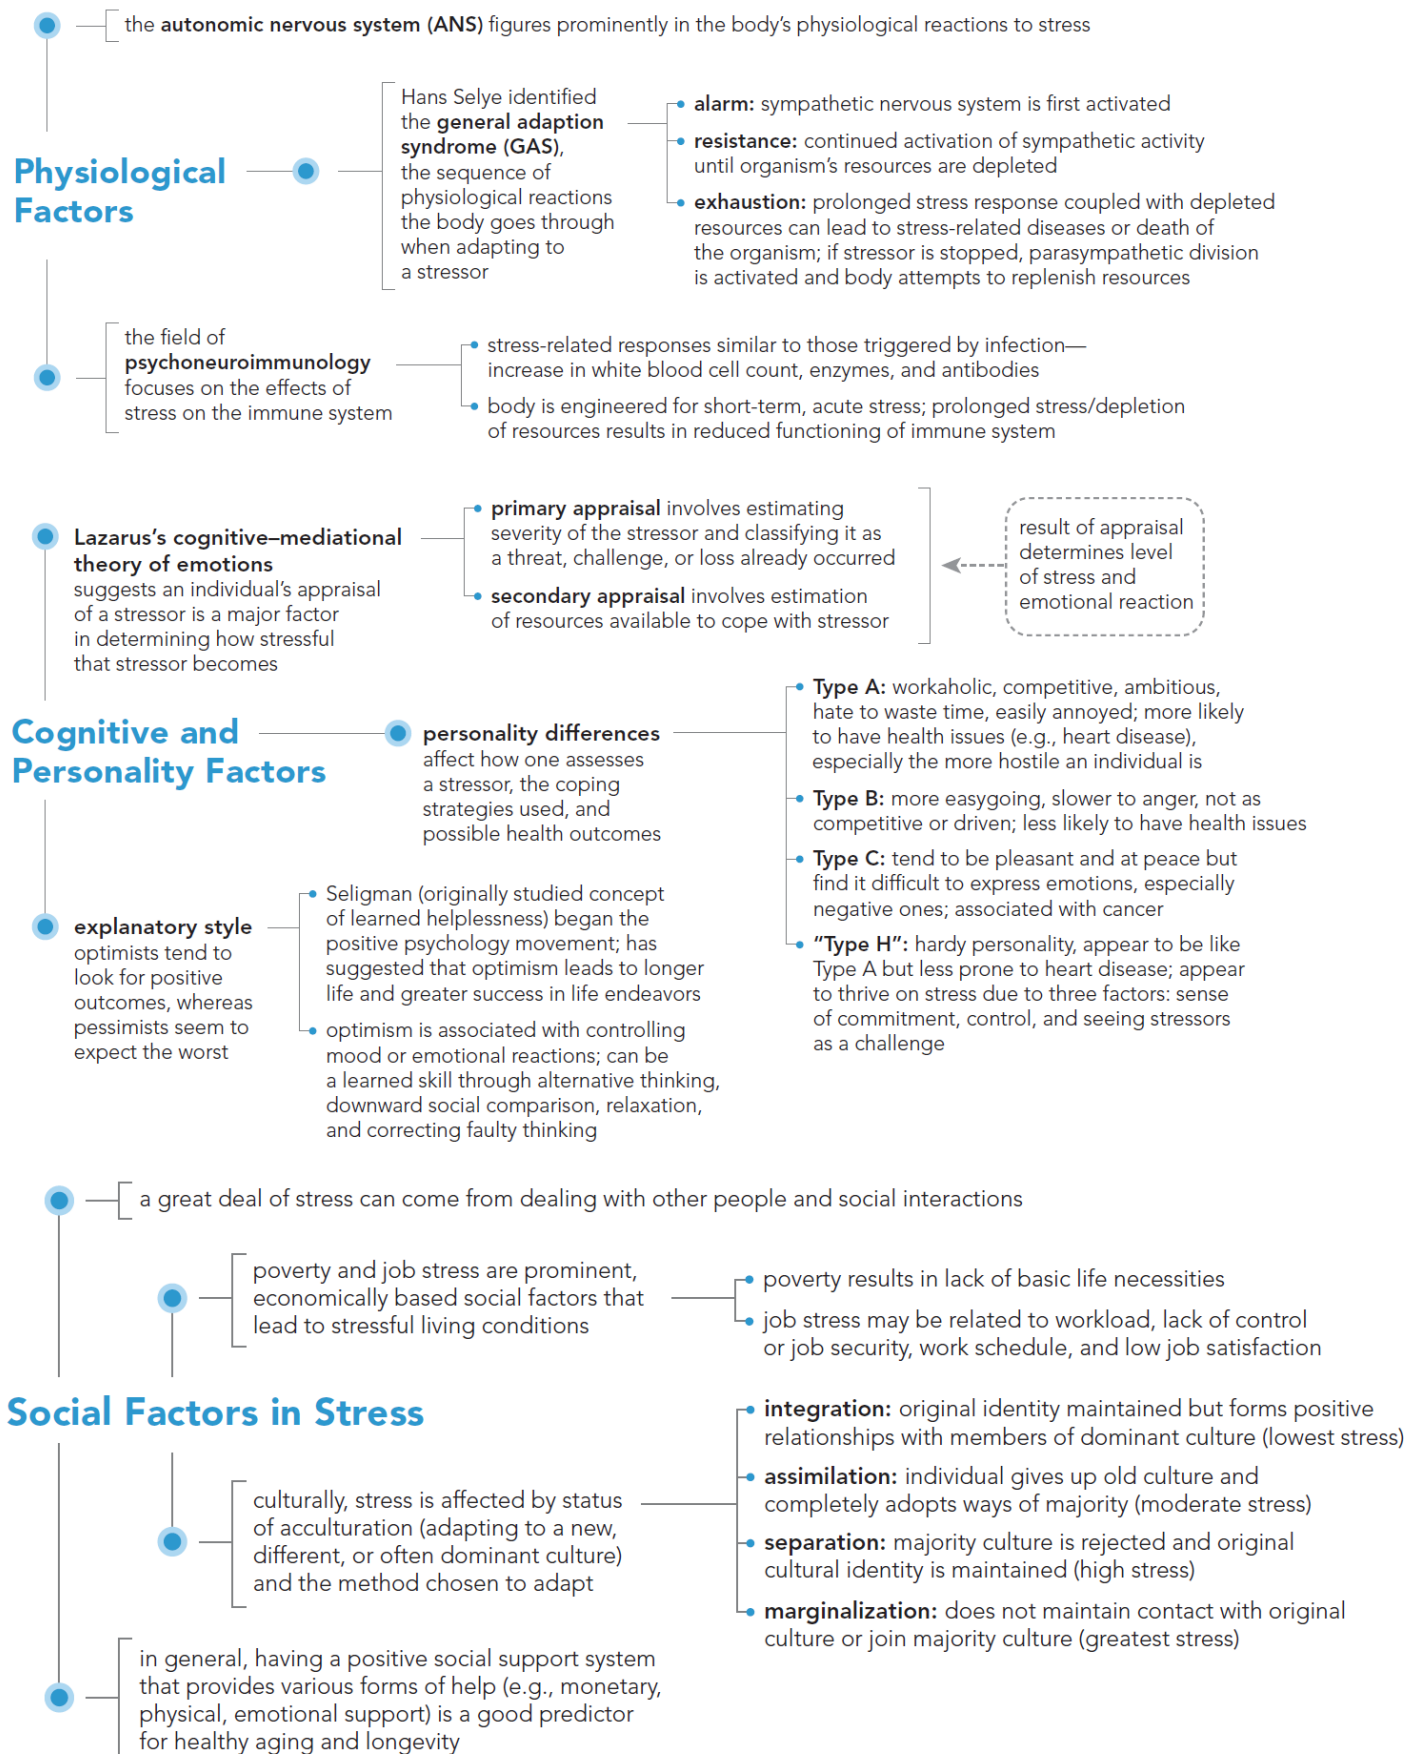 the autonomic nervous system (ANS) figures prominently in the body's physiological reactions to stress
Physiological
Factors
Hans Selye identified
the general adaption
syndrome (GAS),
the sequence of
physiological reactions
the body goes through
when adapting to
a stressor
alarm: sympathetic nervous system is first activated
resistance: continued activation of sympathetic activity
until organism's resources are depleted
exhaustion: prolonged stress response coupled with depleted
resources can lead to stress-related diseases or death of
the organism; if stressor is stopped, parasympathetic division
is activated and body attempts to replenish resources
the field of
psychoneuroimmunology
focuses on the effects of
stress on the immune system
stress-related responses similar to those triggered by infection—
increase in white blood cell count, enzymes, and antibodies
body is engineered for short-term, acute stress; prolonged stress/depletion
of resources results in reduced functioning of immune system
Lazarus's cognitive–mediational
theory of emotions
suggests an individual's appraisal
of a stressor is a major factor
in determining how stressful
that stressor becomes
primary appraisal involves estimating
severity of the stressor and classifying it as
a threat, challenge, or loss already occurred
secondary appraisal involves estimation
of resources available to cope with stressor
result of appraisal
determines level
of stress and
emotional reaction
Cognitive and
Personality Factors
personality differences
affect how one assesses
a stressor, the coping
strategies used, and
possible health outcomes
Type A: workaholic, competitive, ambitious,
hate to waste time, easily annoyed; more likely
to have health issues (e.g., heart disease),
especially the more hostile an individual is
Type B: more easygoing, slower to anger, not as
competitive or driven; less likely to have health issues
Type C: tend to be pleasant and at peace but
find it difficult to express emotions, especially
negative ones; associated with cancer
"Type H": hardy personality, appear to be like
Type A but less prone to heart disease; appear
to thrive on stress due to three factors: sense
of commitment, control, and seeing stressors
as a challenge
explanatory style
optimists tend to
look for positive
outcomes, whereas
pessimists seem to
expect the worst
Seligman (originally studied concept
of learned helplessness) began the
positive psychology movement; has
suggested that optimism leads to longer
life and greater success in life endeavors
optimism is associated with controlling
mood or emotional reactions; can be
a learned skill through alternative thinking,
downward social comparison, relaxation,
and correcting faulty thinking
a great deal of stress can come from dealing with other people and social interactions
poverty and job stress are prominent,
economically based social factors that
lead to stressful living conditions
poverty results in lack of basic life necessities
job stress may be related to workload, lack of control
or job security, work schedule, and low job satisfaction
Social Factors in Stress
culturally, stress is affected by status
of acculturation (adapting to a new,
different, or often dominant culture)
and the method chosen to adapt
integration: original identity maintained but forms positive
relationships with members of dominant culture (lowest stress)
assimilation: individual gives up old culture and
completely adopts ways of majority (moderate stress)
separation: majority culture is rejected and original
cultural identity is maintained (high stress)
marginalization: does not maintain contact with original
culture or join majority culture (greatest stress)
in general, having a positive social support system
that provides various forms of help (e.g., monetary,
physical, emotional support) is a good predictor
for healthy aging and longevity